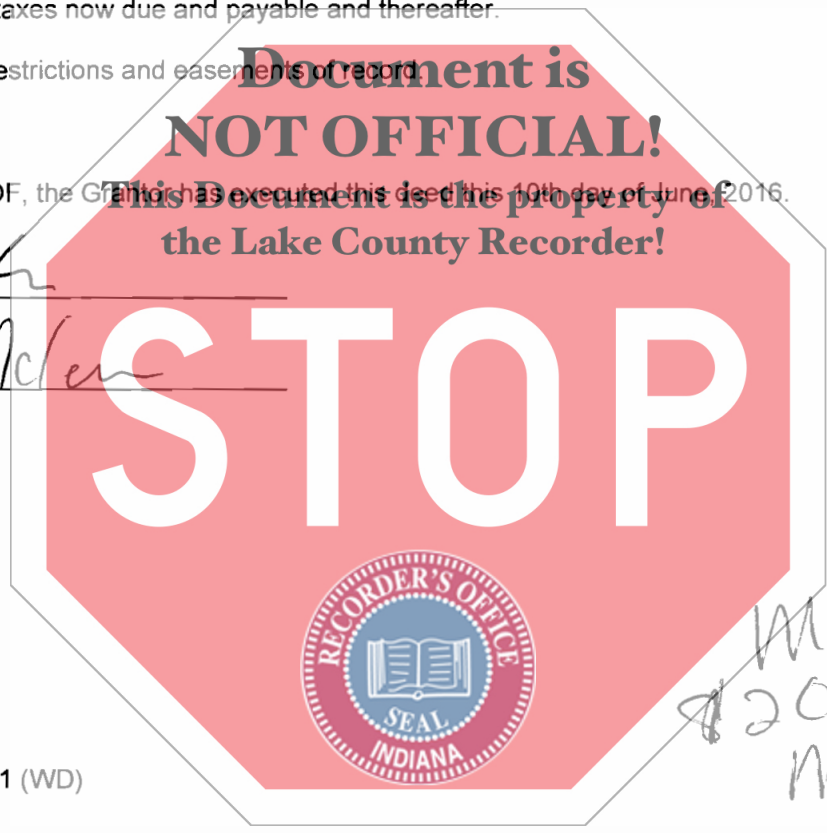 taxes now due and payable and thereafter.
Document is
estrictions and easements of record.
NOT OFFICIAL!
OF, the Grantor has executed this deed this 10th day of June, 2016.
This Document is the property of
the Lake County Recorder!
STOP
RECORDER'S OFFICE
SEAL
INDIANA
1 (WD)